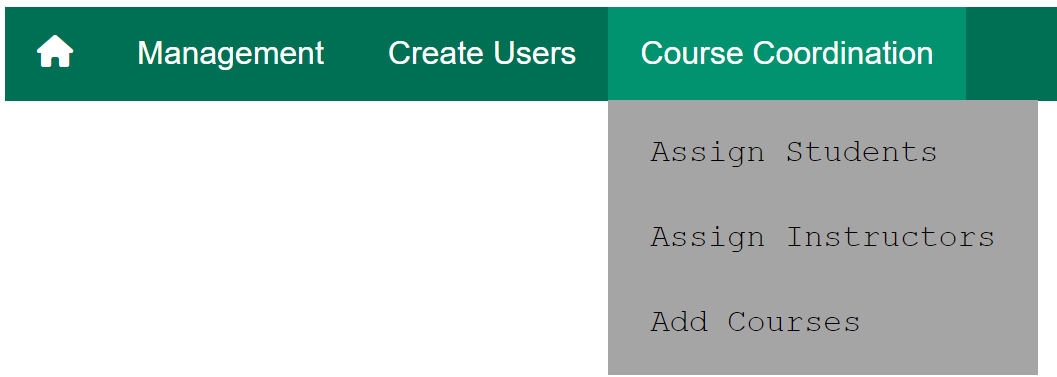 Management Create Users Course Coordination
Assign Students
Assign Instructors
Add Courses